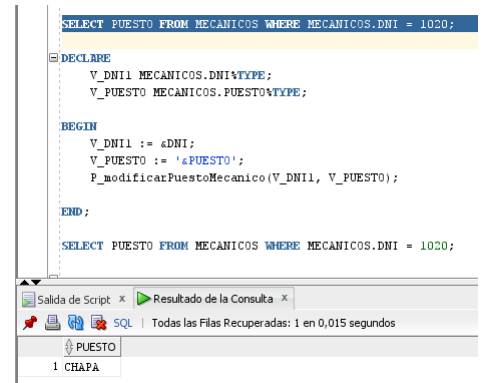 SELECT PUESTO FROM MECANICOS WHERE MECANICOS.DNI = 1020;
DECLARE
V_DNI1 MECANICOS.DNI%TYPE;
V_PUESTO MECANICOS.PUESTO%TYPE;
BEGIN
V_DNI1 := &DNI;
V_PUESTO := '&PUESTO';
P_modificarPuestoMecanico(V_DNI1, V_PUESTO);
END;
SELECT PUESTO FROM MECANICOS WHERE MECANICOS.DNI = 1020;
Salida de Script x Resultado de la Consulta x
SQL | Todas las Filas Recuperadas: 1 en 0,015 segundos
PUESTO
1 CHAPA